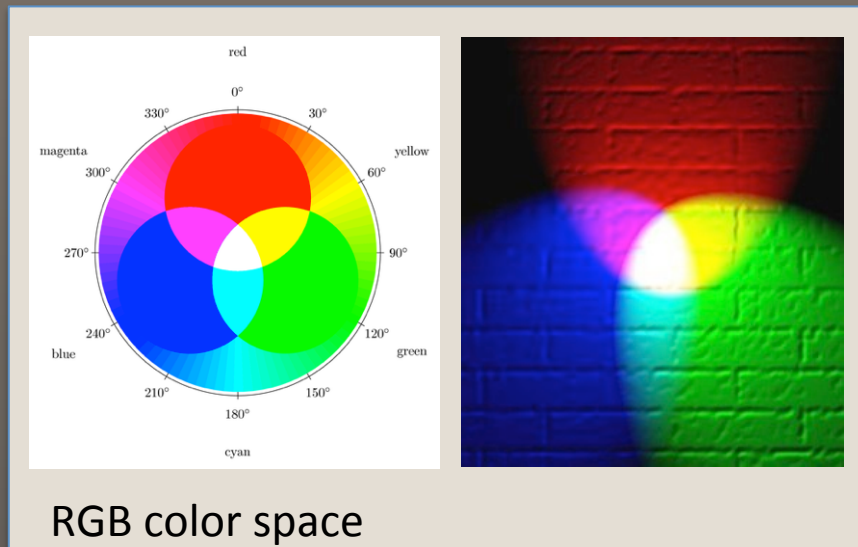 red
0°
330°
30°
magenta
yellow
300°
60°
270°
90°
240°
120°
blue
green
210°
150°
180°
cyan
RGB color space